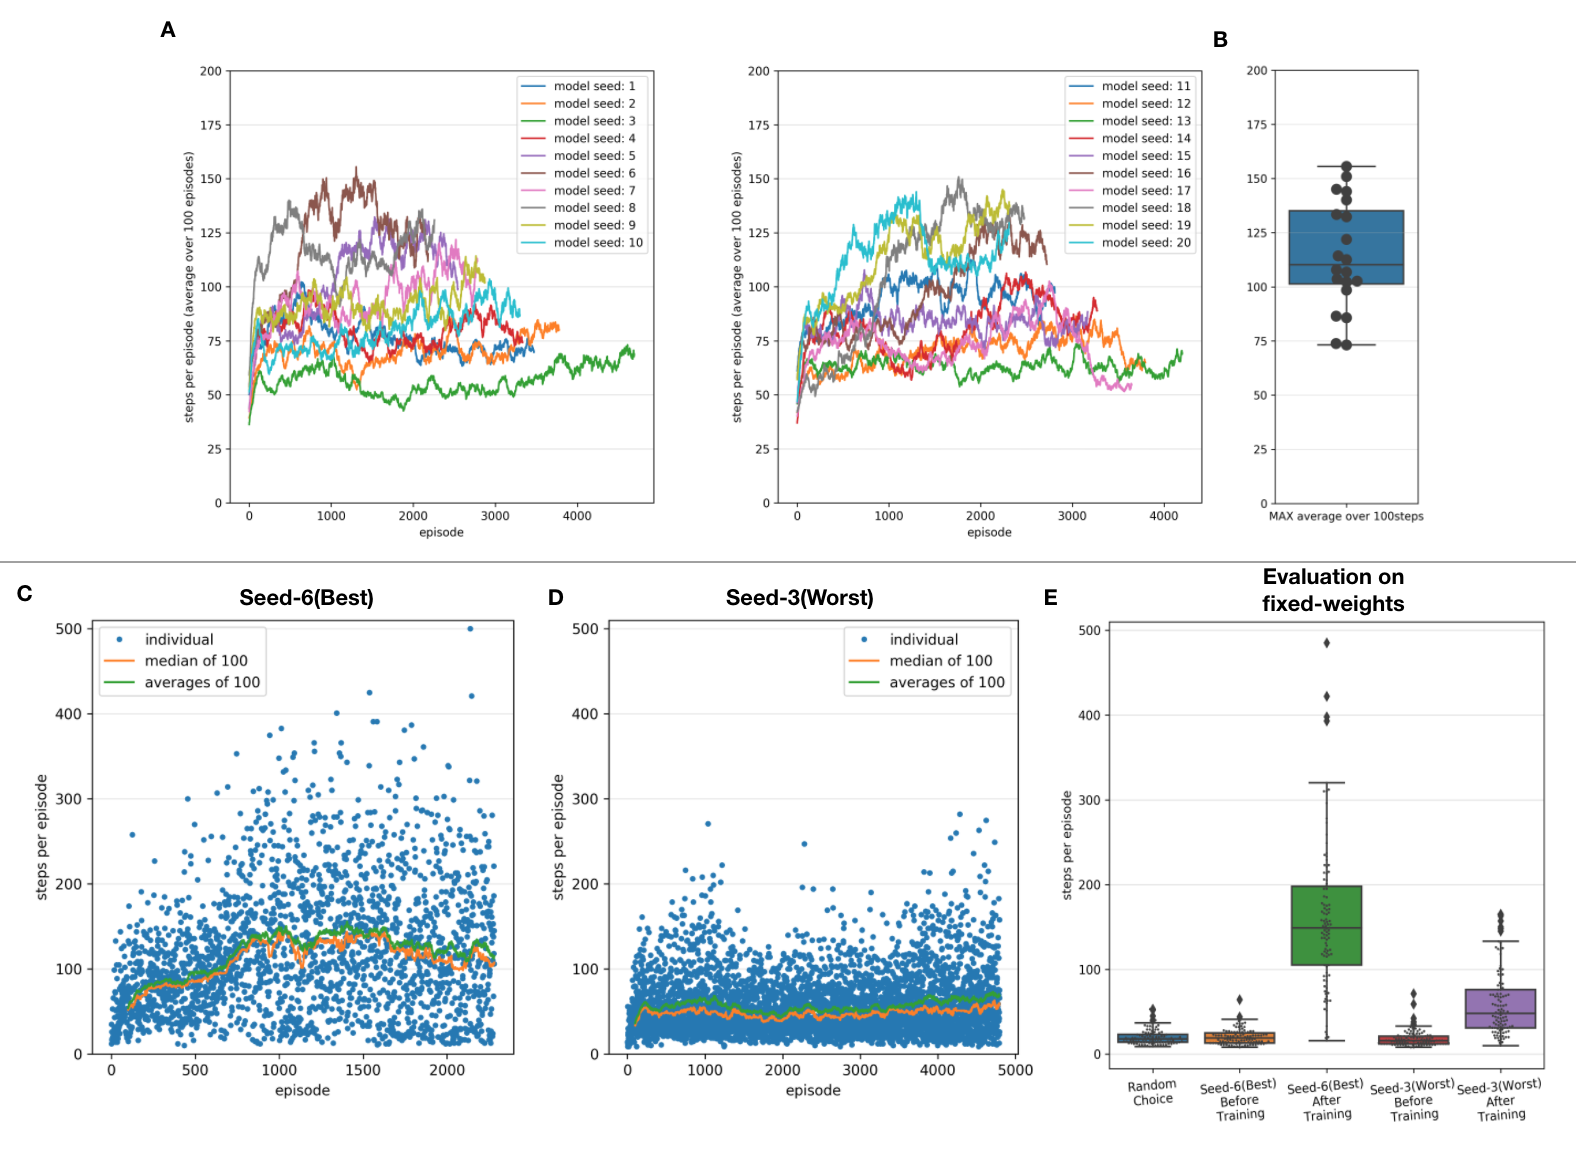 A
B
200
175
150
125
100
75
50
25
0
steps per episode (average over 100 episodes)
model seed: 1
model seed: 2
model seed: 3
model seed: 4
model seed: 5
model seed: 6
model seed: 7
model seed: 8
model seed: 9
model seed: 10
0 1000 2000 3000 4000
episode
200
175
150
125
100
75
50
25
0
steps per episode (average over 100 episodes)
model seed: 11
model seed: 12
model seed: 13
model seed: 14
model seed: 15
model seed: 16
model seed: 17
model seed: 18
model seed: 19
model seed: 20
0 1000 2000 3000 4000
episode
200
175
150
125
100
75
50
25
0
MAX average over 100steps
C
Seed-6(Best)
500
400
300
200
100
0
steps per episode
individual
median of 100
averages of 100
0 500 1000 1500 2000
episode
D
Seed-3(Worst)
500
400
300
200
100
0
steps per episode
individual
median of 100
averages of 100
0 1000 2000 3000 4000 5000
episode
E
Evaluation on
fixed-weights
500
400
300
200
100
0
steps per episode
Random
Choice
Seed-6(Best)
Before
Training
Seed-6(Best)
After
Training
Seed-3(Worst)
Before
Training
Seed-3(Worst)
After
Training